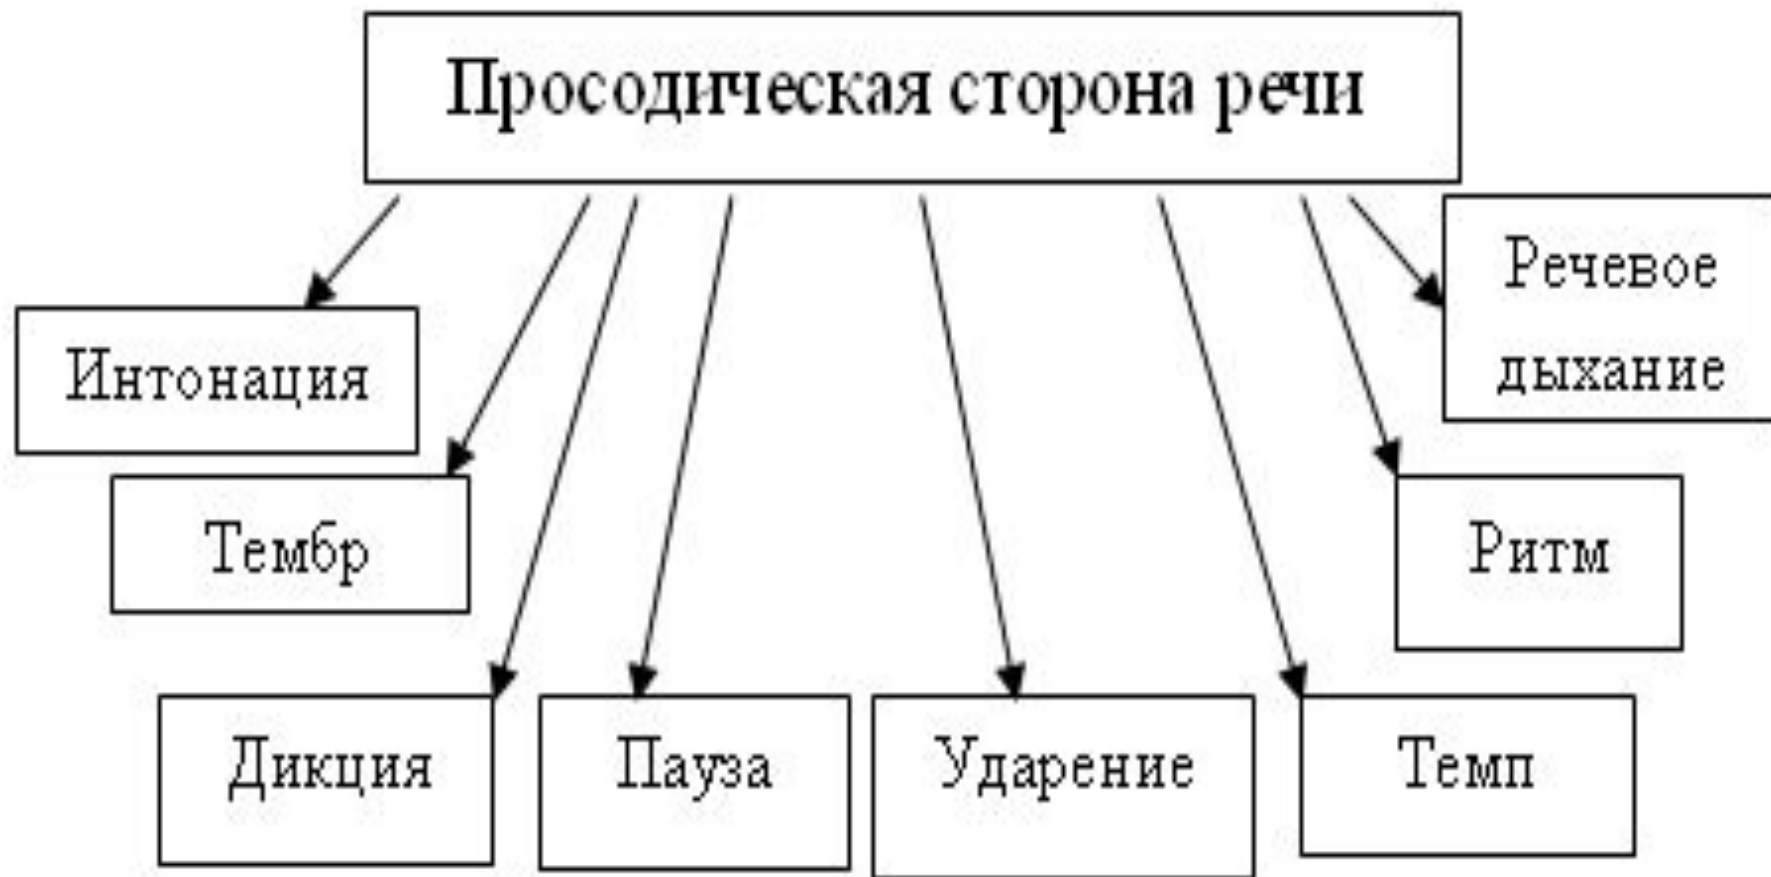 Просодическая сторона речи
Речевое
дыхание
Интонация
Тембр
Ритм
Дикция
Пауза
Ударение
Темп